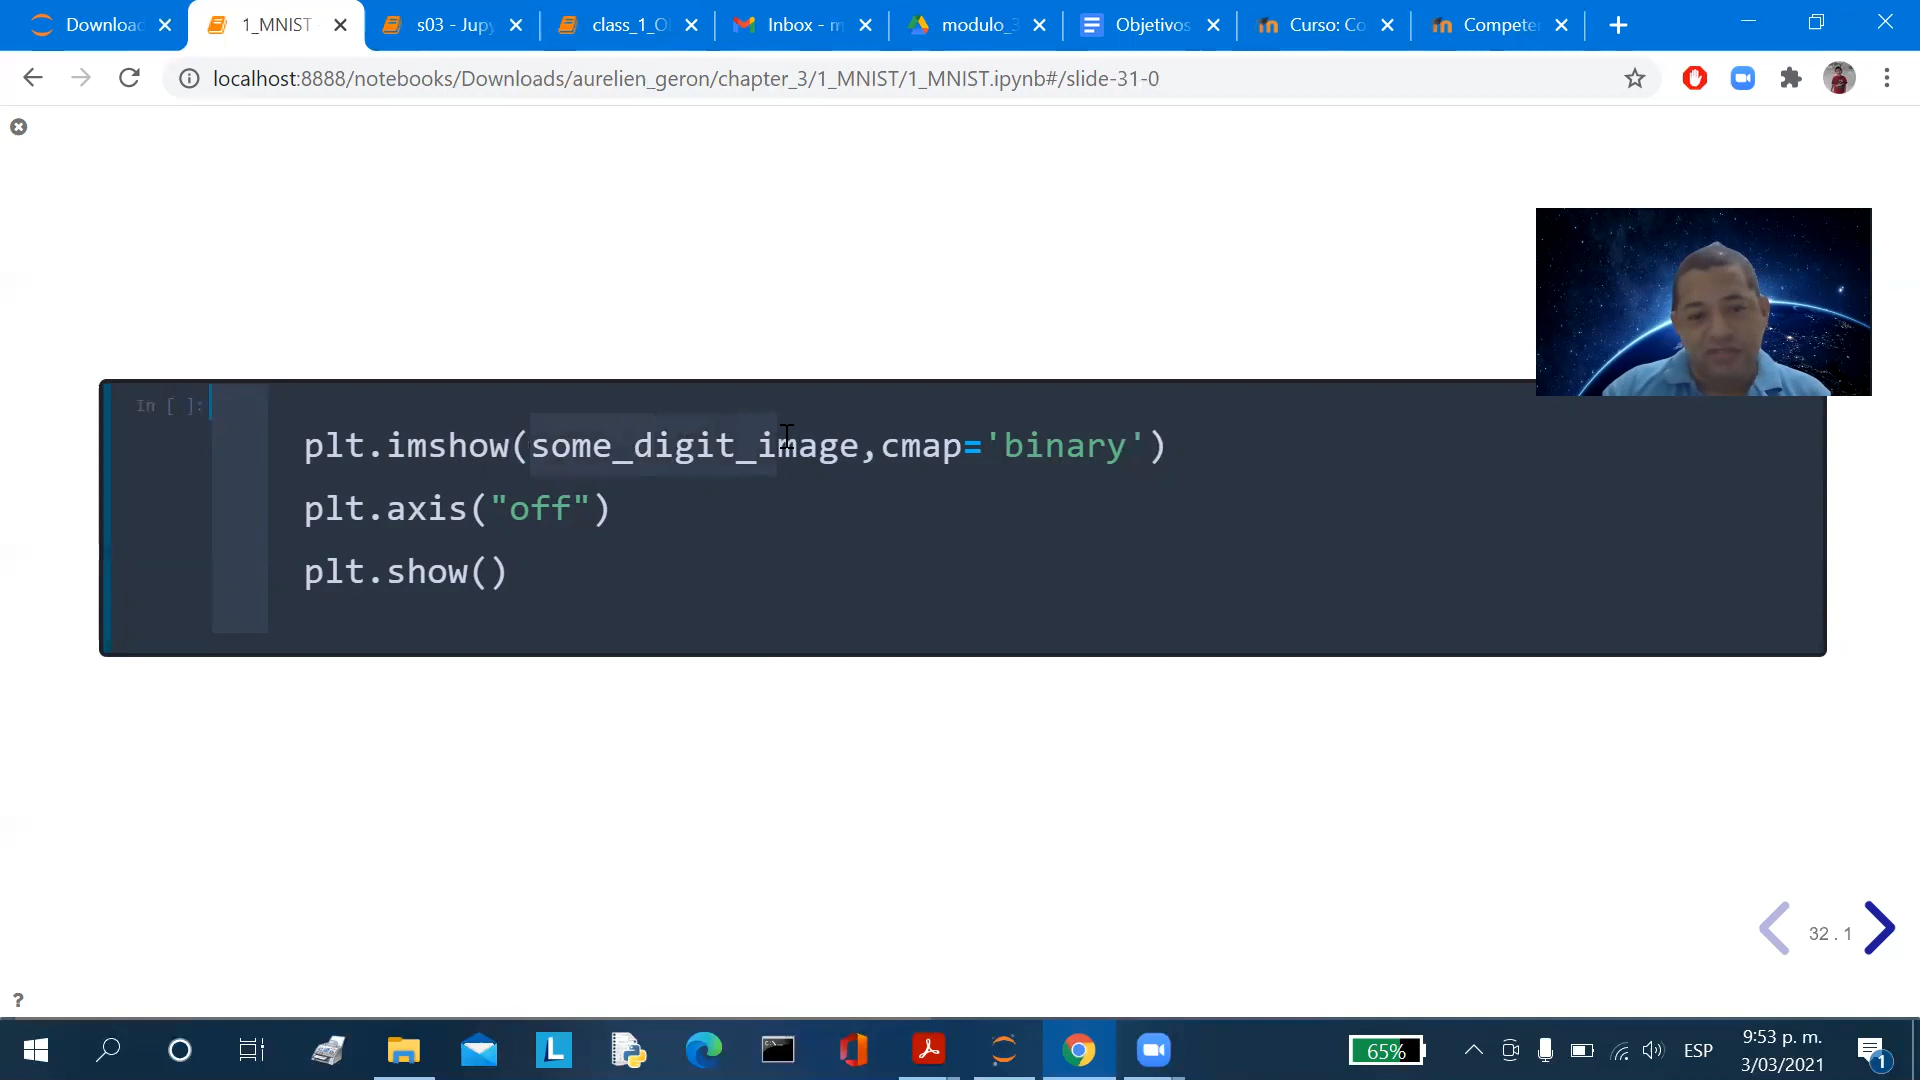 Downloa
1_MNIST
s03 - Jupy
class_1_O
Inbox - r
modulo_3
Objetivos
Curso: Co
Compete
localhost:8888/notebooks/Downloads/aurelien_geron/chapter_3/1_MNIST/1_MNIST.ipynb#/slide-31-0
In [ ]:
plt.imshow(some_digit_image,cmap='binary')
plt.axis("off")
plt.show()
32 . 1
?
65%
ESP
9:53 p. m.
3/03/2021
1